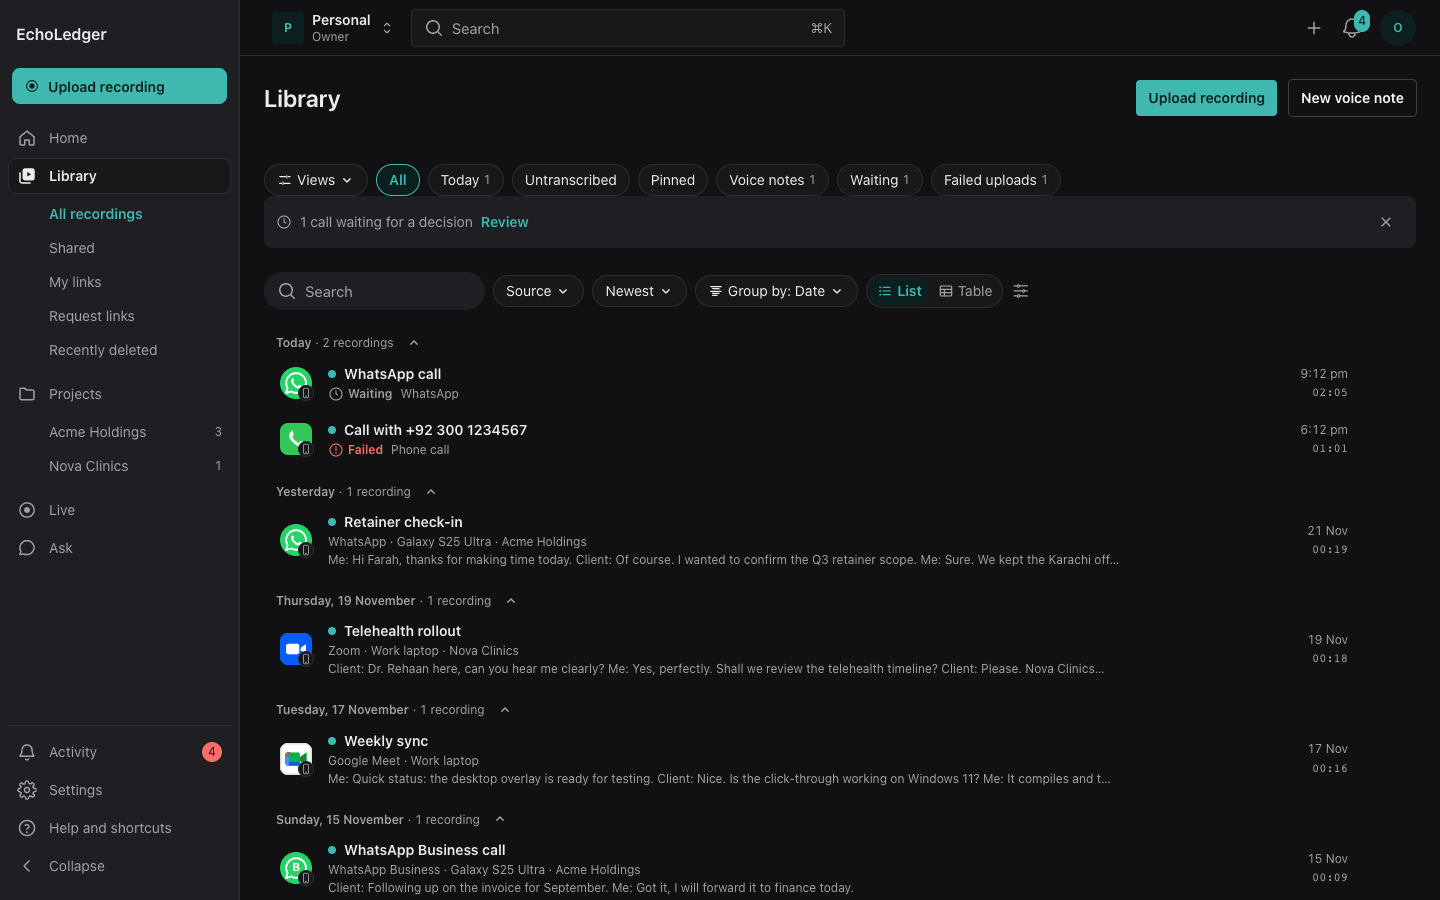 EchoLedger
Upload recording
Home
Library
All recordings
Shared
My links
Request links
Recently deleted
Projects
Acme Holdings 3
Nova Clinics 1
Live
Ask
Activity 4
Settings
Help and shortcuts
Collapse
P Personal
Owner
Search ⌘K
4
O
Library
Upload recording
New voice note
Views All Today 1 Untranscribed Pinned Voice notes 1 Waiting 1 Failed uploads 1
1 call waiting for a decision Review
Search Source Newest Group by: Date List Table
Today · 2 recordings
WhatsApp call 9:12 pm
Waiting WhatsApp 02:05
Call with +92 300 1234567 6:12 pm
Failed Phone call 01:01
Yesterday · 1 recording
Retainer check-in 21 Nov
WhatsApp · Galaxy S25 Ultra · Acme Holdings 00:19
Me: Hi Farah, thanks for making time today. Client: Of course. I wanted to confirm the Q3 retainer scope. Me: Sure. We kept the Karachi off...
Thursday, 19 November · 1 recording
Telehealth rollout 19 Nov
Zoom · Work laptop · Nova Clinics 00:18
Client: Dr. Rehaan here, can you hear me clearly? Me: Yes, perfectly. Shall we review the telehealth timeline? Client: Please. Nova Clinics...
Tuesday, 17 November · 1 recording
Weekly sync 17 Nov
Google Meet · Work laptop 00:16
Me: Quick status: the desktop overlay is ready for testing. Client: Nice. Is the click-through working on Windows 11? Me: It compiles and t...
Sunday, 15 November · 1 recording
B WhatsApp Business call 15 Nov
WhatsApp Business · Galaxy S25 Ultra · Acme Holdings 00:09
Client: Following up on the invoice for September. Me: Got it, I will forward it to finance today.